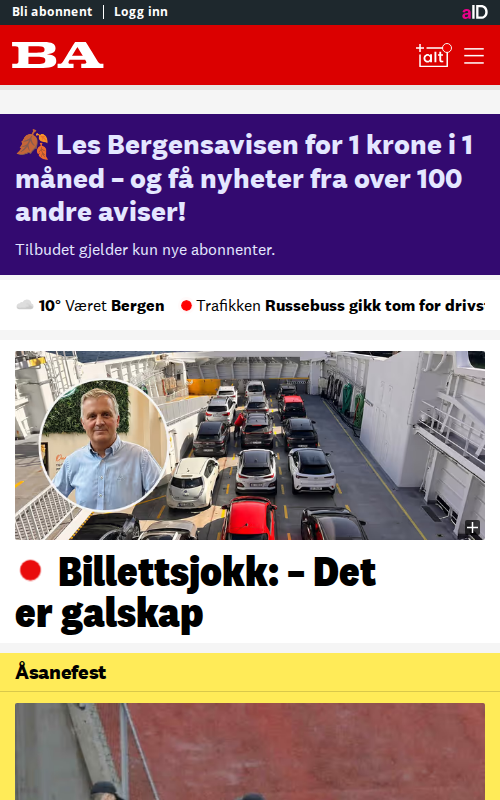 Bli abonnent
Logg inn
aID
BA
+alt
Les Bergensavisen for 1 krone i 1
måned – og få nyheter fra over 100
andre aviser!
Tilbudet gjelder kun nye abonnenter.
10° Været Bergen
Trafikken Russebuss gikk tom for drivs
Billettsjokk: – Det
er galskap
Åsanefest